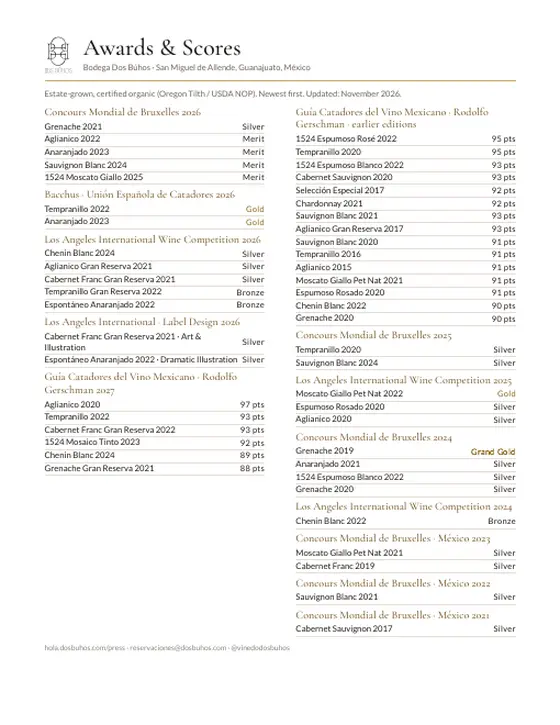 DOS BÚHOS
Awards & Scores
Bodega Dos Búhos · San Miguel de Allende, Guanajuato, México
Estate-grown, certified organic (Oregon Tilth / USDA NOP). Newest first. Updated: November 2026.
Concours Mondial de Bruxelles 2026
Grenache 2021 Silver
Aglianico 2022 Merit
Anaranjado 2023 Merit
Sauvignon Blanc 2024 Merit
1524 Moscato Giallo 2025 Merit
Bacchus · Unión Española de Catadores 2026
Tempranillo 2022 Gold
Anaranjado 2023 Gold
Los Angeles International Wine Competition 2026
Chenin Blanc 2024 Silver
Aglianico Gran Reserva 2021 Silver
Cabernet Franc Gran Reserva 2021 Silver
Tempranillo Gran Reserva 2022 Bronze
Espontáneo Anaranjado 2022 Bronze
Los Angeles International · Label Design 2026
Cabernet Franc Gran Reserva 2021 · Art &
Illustration Silver
Espontáneo Anaranjado 2022 · Dramatic Illustration Silver
Guía Catadores del Vino Mexicano · Rodolfo
Gerschman 2027
Aglianico 2020 97 pts
Tempranillo 2022 93 pts
Cabernet Franc Gran Reserva 2022 93 pts
1524 Mosaico Tinto 2023 92 pts
Chenin Blanc 2024 89 pts
Grenache Gran Reserva 2021 88 pts
Guía Catadores del Vino Mexicano · Rodolfo
Gerschman · earlier editions
1524 Espumoso Rosé 2022 95 pts
Tempranillo 2020 95 pts
1524 Espumoso Blanco 2022 93 pts
Cabernet Sauvignon 2020 93 pts
Selección Especial 2017 92 pts
Chardonnay 2021 92 pts
Sauvignon Blanc 2021 93 pts
Aglianico Gran Reserva 2017 93 pts
Sauvignon Blanc 2020 91 pts
Tempranillo 2016 91 pts
Aglianico 2015 91 pts
Moscato Giallo Pet Nat 2021 91 pts
Espumoso Rosado 2020 91 pts
Chenin Blanc 2022 90 pts
Grenache 2020 90 pts
Concours Mondial de Bruxelles 2025
Tempranillo 2020 Silver
Sauvignon Blanc 2024 Silver
Los Angeles International Wine Competition 2025
Moscato Giallo Pet Nat 2022 Gold
Espumoso Rosado 2020 Silver
Aglianico 2020 Silver
Concours Mondial de Bruxelles 2024
Grenache 2019 Grand Gold
Anaranjado 2021 Silver
1524 Espumoso Blanco 2022 Silver
Grenache 2020 Silver
Los Angeles International Wine Competition 2024
Chenin Blanc 2022 Bronze
Concours Mondial de Bruxelles · México 2023
Moscato Giallo Pet Nat 2021 Silver
Cabernet Franc 2019 Silver
Concours Mondial de Bruxelles · México 2022
Sauvignon Blanc 2021 Silver
Concours Mondial de Bruxelles · México 2021
Cabernet Sauvignon 2017 Silver
hola.dosbuhos.com/press · reservaciones@dosbuhos.com · @vinedodosbuhos